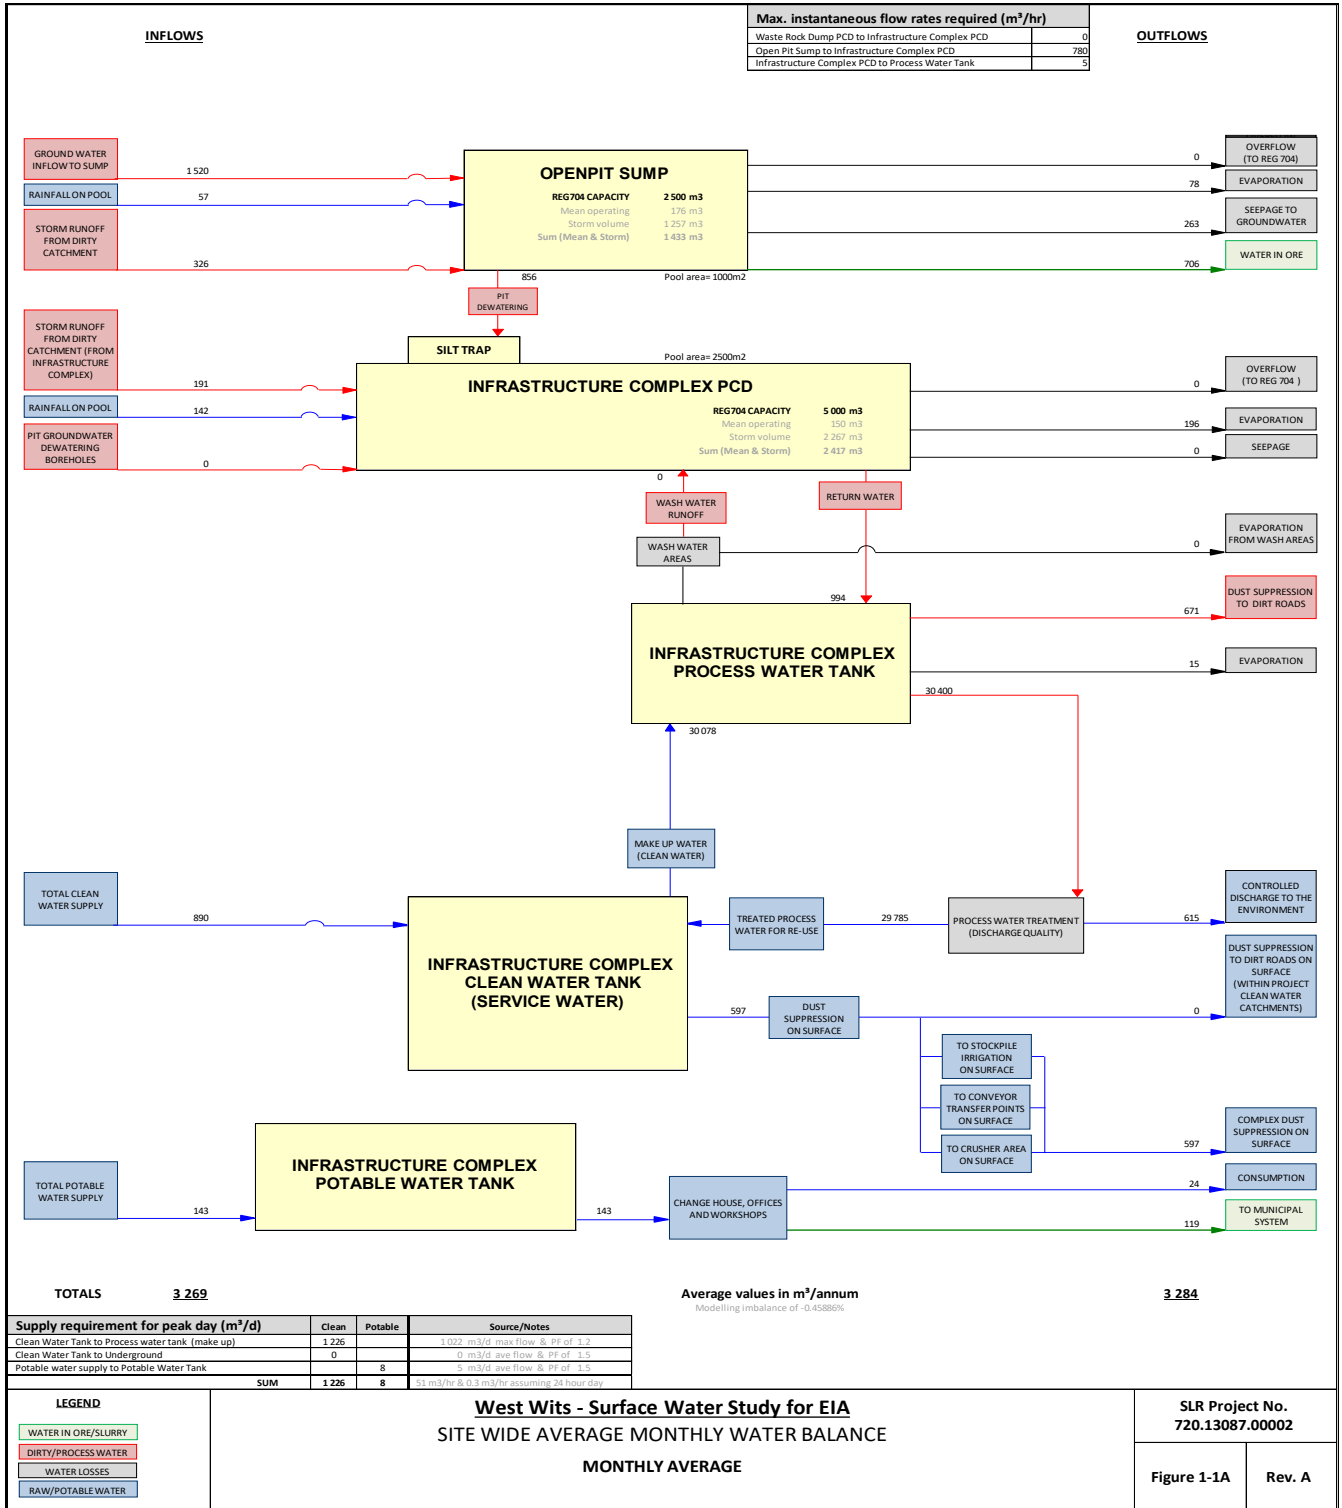 INFLOWS
Max. instantaneous flow rates required (m³/hr)
Waste Rock Dump PCD to Infrastructure Complex PCD 0
Open Pit Sump to Infrastructure Complex PCD 780
Infrastructure Complex PCD to Process Water Tank 5
OUTFLOWS
GROUND WATER
INFLOW TO SUMP
1 520
RAINFALL ON POOL
57
STORM RUNOFF
FROM DIRTY
CATCHMENT
326
OPENPIT SUMP
REG704 CAPACITY 2 500 m3
Mean operating 176 m3
Storm volume 1 257 m3
Sum (Mean & Storm) 1 433 m3
Pool area= 1000m2
0
OVERFLOW
(TO REG 704)
78
EVAPORATION
263
SEEPAGE TO
GROUNDWATER
706
WATER IN ORE
856
PIT
DEWATERING
SILT TRAP
Pool area= 2500m2
STORM RUNOFF
FROM DIRTY
CATCHMENT (FROM
INFRASTRUCTURE
COMPLEX)
191
RAINFALL ON POOL
142
PIT GROUNDWATER
DEWATERING
BOREHOLES
0
INFRASTRUCTURE COMPLEX PCD
REG704 CAPACITY 5 000 m3
Mean operating 150 m3
Storm volume 2 267 m3
Sum (Mean & Storm) 2 417 m3
0
OVERFLOW
(TO REG 704 )
196
EVAPORATION
0
SEEPAGE
0
WASH WATER
RUNOFF
RETURN WATER
WASH WATER
AREAS
0
EVAPORATION
FROM WASH AREAS
994
INFRASTRUCTURE COMPLEX
PROCESS WATER TANK
671
DUST SUPPRESSION
TO DIRT ROADS
15
EVAPORATION
30 400
30 078
MAKE UP WATER
(CLEAN WATER)
TOTAL CLEAN
WATER SUPPLY
890
INFRASTRUCTURE COMPLEX
CLEAN WATER TANK
(SERVICE WATER)
TREATED PROCESS
WATER FOR RE-USE
29 785
PROCESS WATER TREATMENT
(DISCHARGE QUALITY)
615
CONTROLLED
DISCHARGE TO THE
ENVIRONMENT
597
DUST
SUPPRESSION
ON SURFACE
0
DUST SUPPRESSION
TO DIRT ROADS ON
SURFACE
(WITHIN PROJECT
CLEAN WATER
CATCHMENTS)
TO STOCKPILE
IRRIGATION
ON SURFACE
TO CONVEYOR
TRANSFER POINTS
ON SURFACE
TO CRUSHER AREA
ON SURFACE
597
COMPLEX DUST
SUPPRESSION ON
SURFACE
TOTAL POTABLE
WATER SUPPLY
143
INFRASTRUCTURE COMPLEX
POTABLE WATER TANK
143
CHANGE HOUSE, OFFICES
AND WORKSHOPS
24
CONSUMPTION
119
TO MUNICIPAL
SYSTEM
TOTALS 3 269
Average values in m³/annum
Modelling imbalance of -0.45886%
3 284
Supply requirement for peak day (m³/d) Clean Potable Source/Notes
Clean Water Tank to Process water tank (make up) 1 226 1 022 m3/d max flow & PF of 1.2
Clean Water Tank to Underground 0 0 m3/d ave flow & PF of 1.5
Potable water supply to Potable Water Tank 8 5 m3/d ave flow & PF of 1.5
SUM 1 226 8 51 m3/hr & 0.3 m3/hr assuming 24 hour day
LEGEND
WATER IN ORE/SLURRY
DIRTY/PROCESS WATER
WATER LOSSES
RAW/POTABLE WATER
West Wits - Surface Water Study for EIA
SITE WIDE AVERAGE MONTHLY WATER BALANCE
MONTHLY AVERAGE
SLR Project No.
720.13087.00002
Figure 1-1A
Rev. A